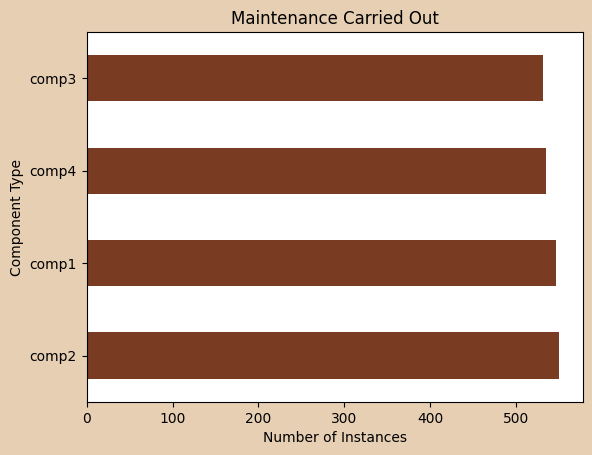 Maintenance Carried Out
comp3
comp4
comp1
comp2
Component Type
0 100 200 300 400 500
Number of Instances